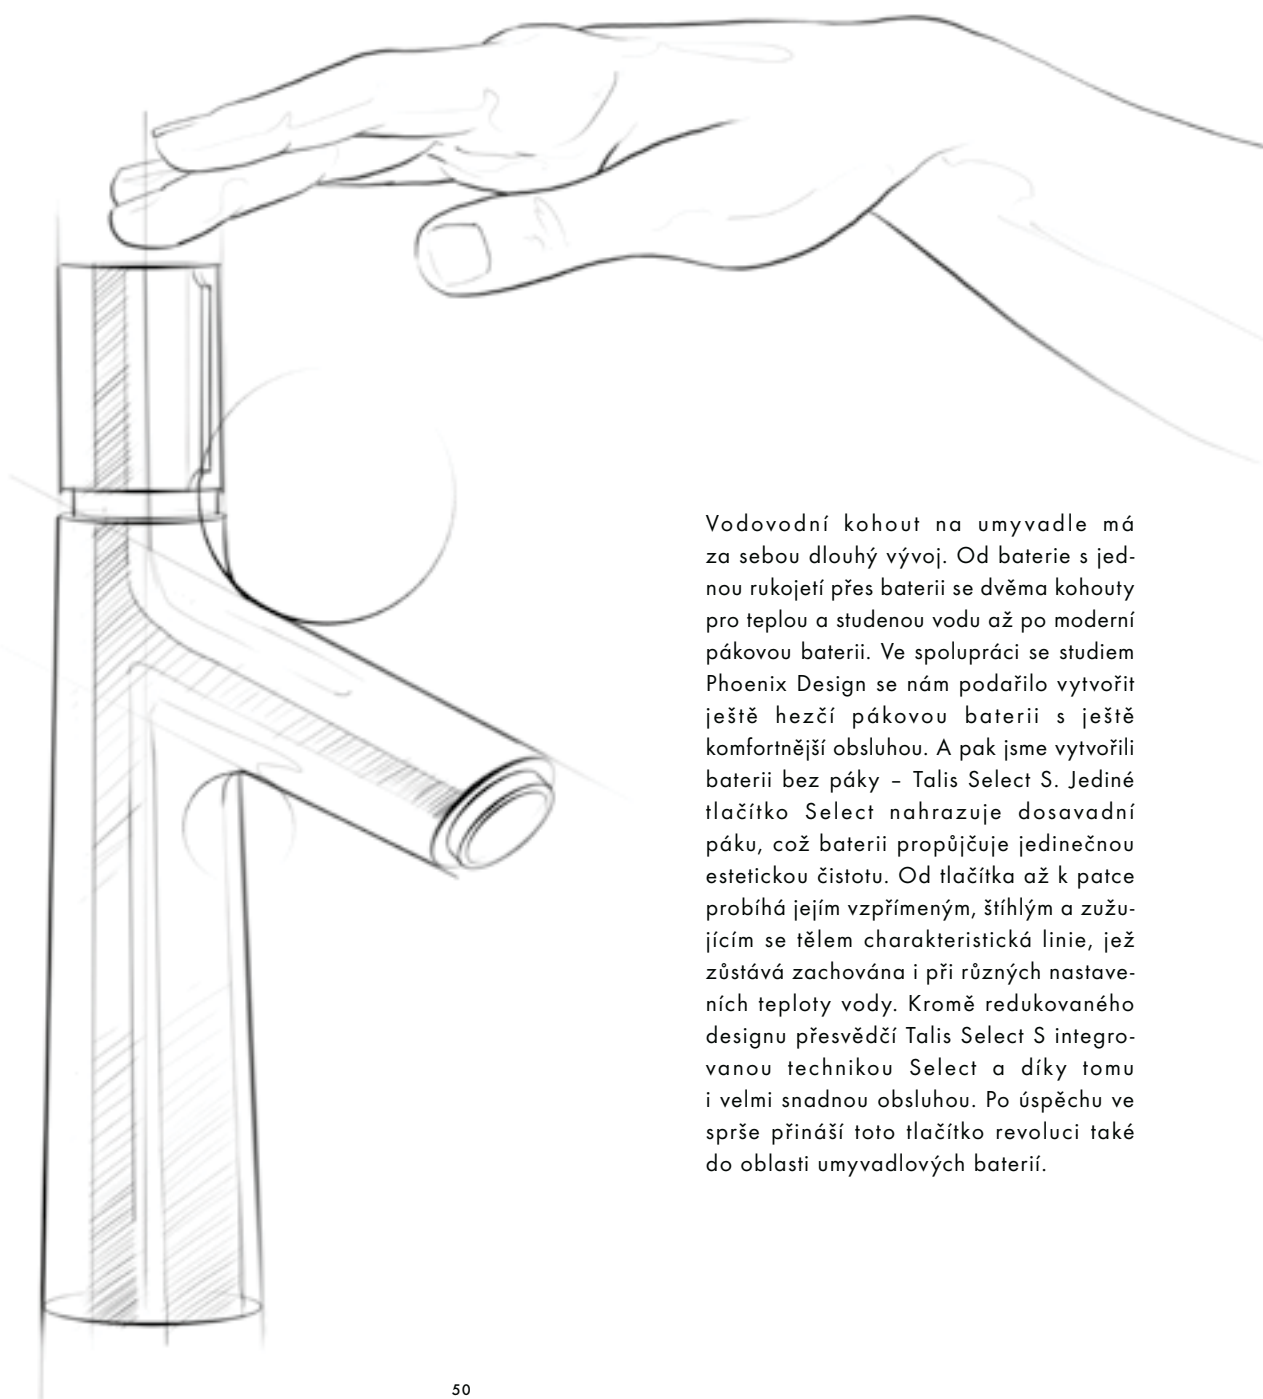 Vodovodní kohout na umyvadle má
za sebou dlouhý vývoj. Od baterie s jed-
nou rukojetí přes baterii se dvěma kohouty
pro teplou a studenou vodu až po moderní
pákovou baterii. Ve spolupráci se studiem
Phoenix Design se nám podařilo vytvořit
ještě hezčí pákovou baterii s ještě
komfortnější obsluhou. A pak jsme vytvořili
baterii bez páky – Talis Select S. Jediné
tlačítko Select nahrazuje dosavadní
páku, což baterii propůjčuje jedinečnou
estetickou čistotu. Od tlačítka až k patce
probíhá jejím vzpřímeným, štíhlým a zužu-
jícím se tělem charakteristická linie, jež
zůstává zachována i při různých nastave-
ních teploty vody. Kromě redukovaného
designu přesvědčí Talis Select S integro-
vanou technikou Select a díky tomu
i velmi snadnou obsluhou. Po úspěchu ve
sprše přináší toto tlačítko revoluci také
do oblasti umyvadlových baterií.
50